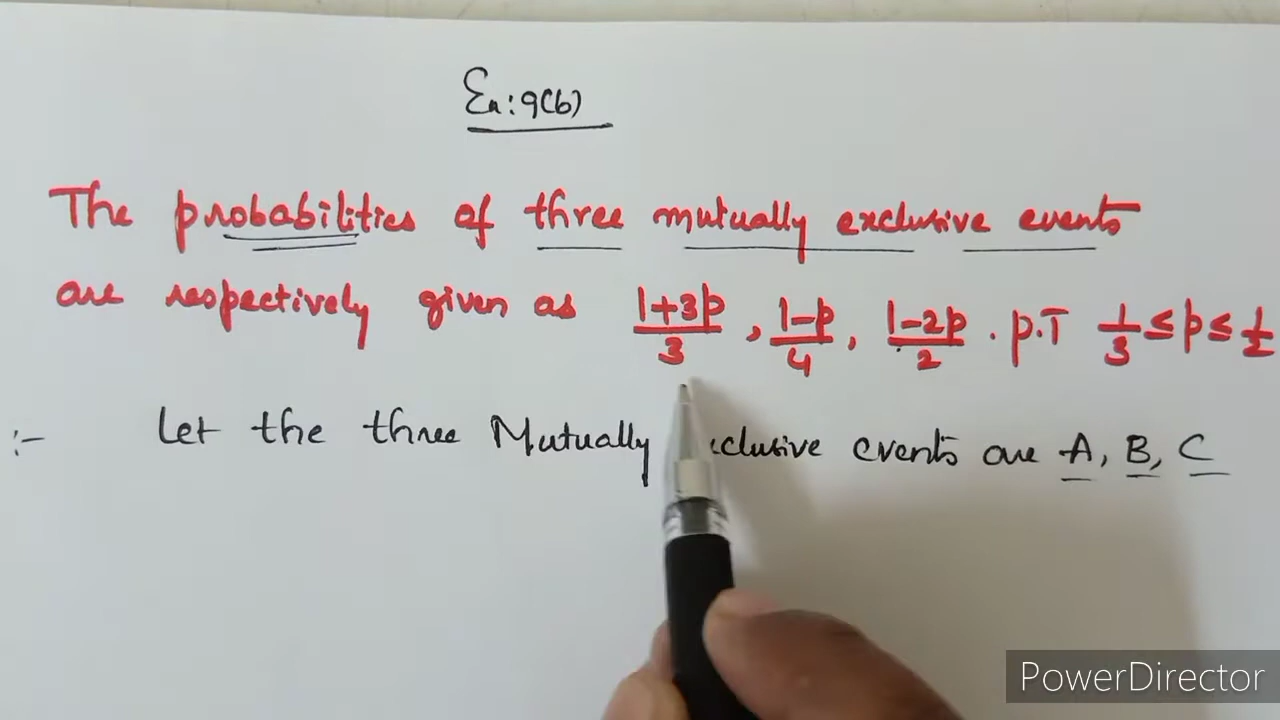 Ex: 9(b)
The probabilities of three mutually exclusive events
are respectively given as 1+3p/3, 1-p/4, 1-2p/2. p.T 1/3≤p≤1/2
:- Let the three Mutually clusive events are A, B, C
PowerDirector